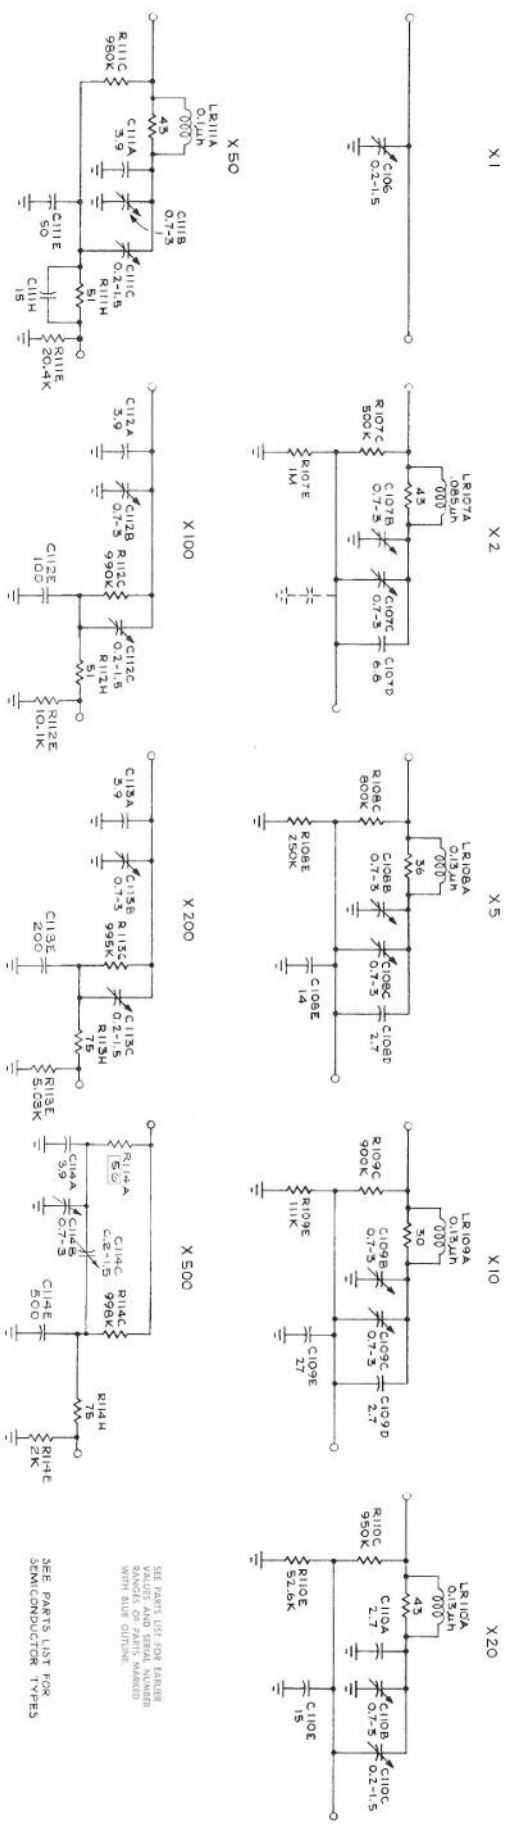 X1
C106
0.2-1.5
X2
LR107A
.085µh
43
R107C
500K
C107B
0.7-3
C107C
0.7-3
C107D
6.8
R107E
1M
X5
LR108A
0.13µh
36
R108C
800K
C108B
0.7-3
C108C
0.7-3
C108D
2.7
R108E
250K
C108E
14
X10
LR109A
0.13µh
30
R109C
900K
C109B
0.7-3
C109C
0.7-3
C109D
2.7
R109E
111K
C109E
27
X20
LR110A
0.13µh
43
R110C
950K
C110A
2.7
C110B
0.7-3
C110C
0.2-1.5
R110E
52.6K
C110E
15
X50
LR111A
0.1µh
43
R111C
980K
C111A
3.9
C111B
0.7-3
C111C
0.2-1.5
R111H
51
C111E
50
C111H
15
R111E
20.4K
X100
C112A
3.9
C112B
0.7-3
R112C
990K
C112C
0.2-1.5
R112H
51
C112E
100
R112E
10.1K
X200
C113A
3.9
C113B
0.7-3
R113C
995K
C113C
0.2-1.5
R113H
75
C113E
200
R113E
5.03K
X500
R114A
56
C114A
3.9
C114B
0.7-3
C114C
0.2-1.5
R114C
998K
C114E
500
R114H
75
R114E
2K
SEE PARTS LIST FOR EARLIER
VALUES AND SERIAL NUMBER
RANGES OF PARTS MARKED
WITH BLUE OUTLINE.
SEE PARTS LIST FOR
SEMICONDUCTOR TYPES